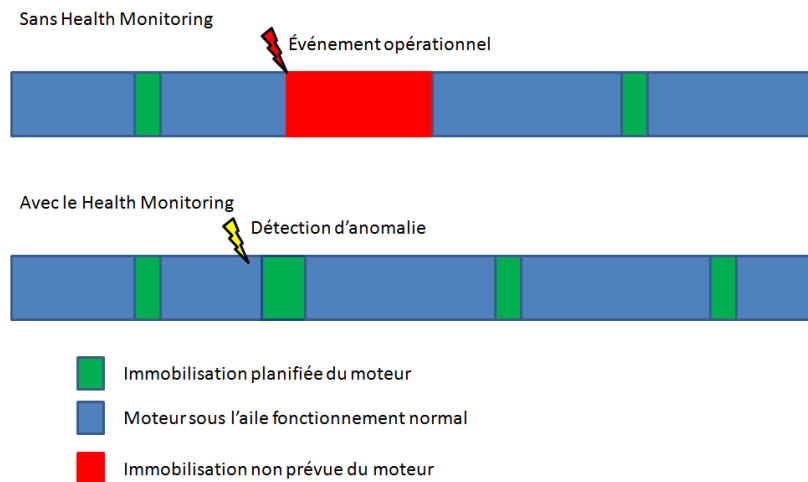 Sans Health Monitoring
Événement opérationnel
Avec le Health Monitoring
Détection d'anomalie
Immobilisation planifiée du moteur
Moteur sous l'aile fonctionnement normal
Immobilisation non prévue du moteur